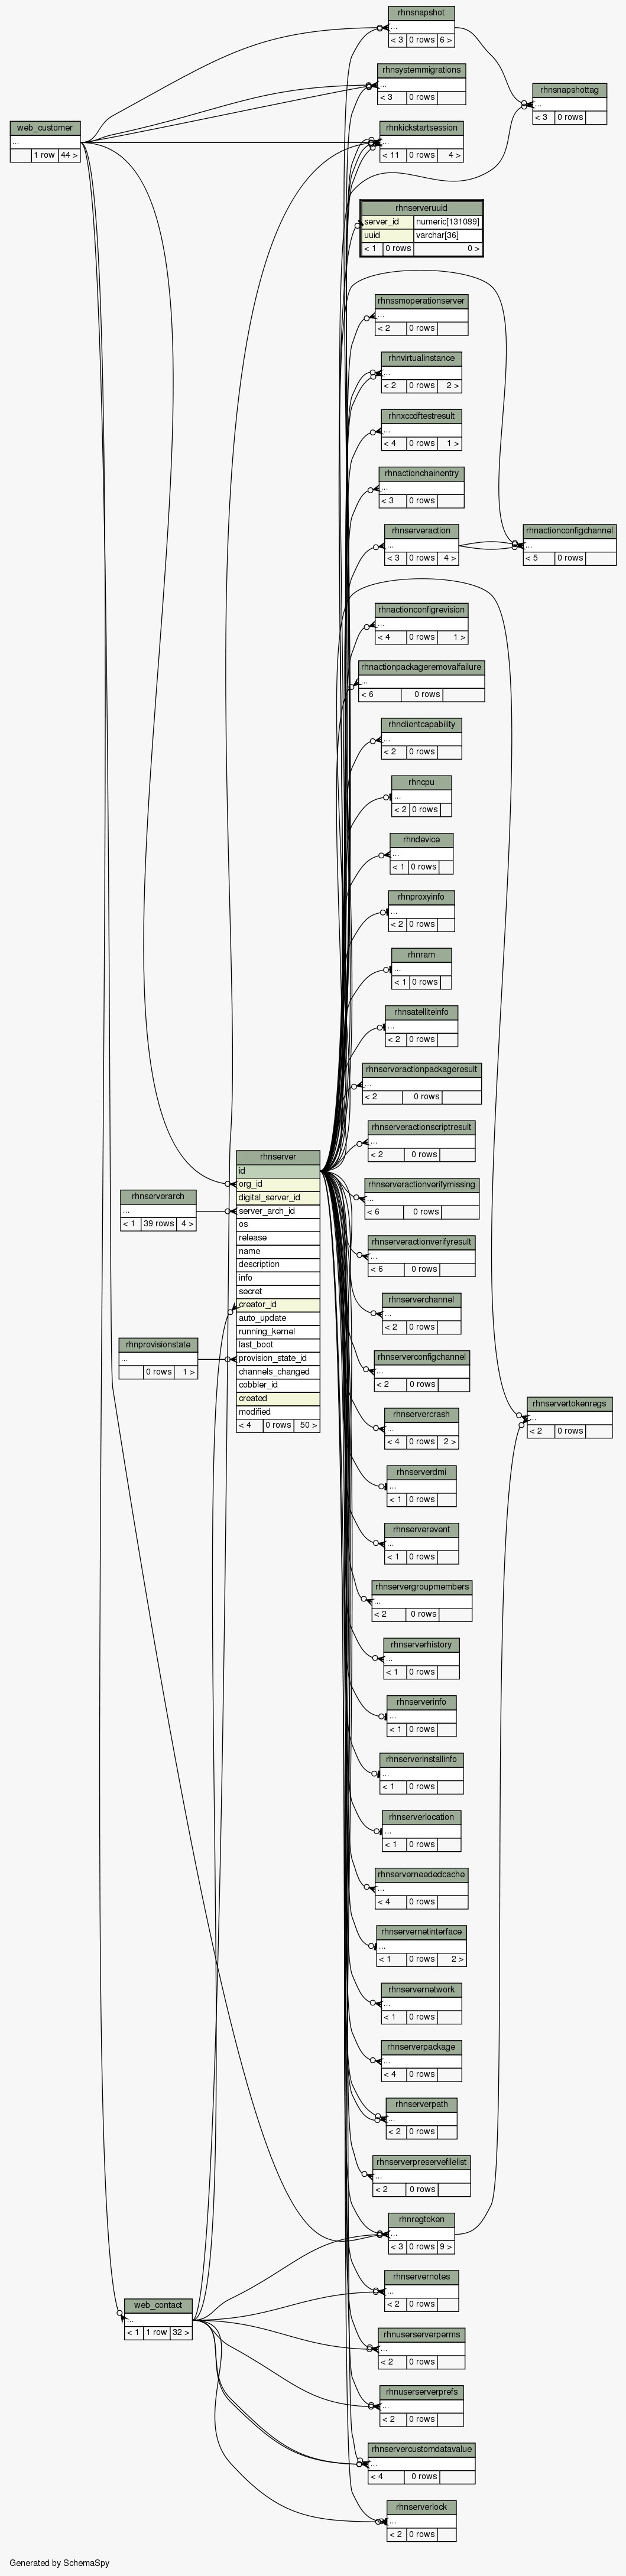 rhnsnapshot
...
< 3 0 rows 6 >
rhnsystemmigrations
...
< 3 0 rows
rhnsnapshottag
...
< 3 0 rows
web_customer
...
1 row 44 >
rhnkickstartsession
...
< 11 0 rows 4 >
rhnserveruuid
server_id numeric[131089]
uuid varchar[36]
< 1 0 rows 0 >
rhnssmoperationserver
...
< 2 0 rows
rhnvirtualinstance
...
< 2 0 rows 2 >
rhnxccdftestresult
...
< 4 0 rows 1 >
rhnactionchainentry
...
< 3 0 rows
rhnserveraction
...
< 3 0 rows 4 >
rhnactionconfigchannel
...
< 5 0 rows
rhnactionconfigrevision
...
< 4 0 rows 1 >
rhnactionpackageremovalfailure
...
< 6 0 rows
rhnclientcapability
...
< 2 0 rows
rhncpu
...
< 2 0 rows
rhndevice
...
< 1 0 rows
rhnproxyinfo
...
< 2 0 rows
rhnram
...
< 1 0 rows
rhnsatelliteinfo
...
< 2 0 rows
rhnserveractionpackageresult
...
< 2 0 rows
rhnserveractionscriptresult
...
< 2 0 rows
rhnserver
id
org_id
digital_server_id
server_arch_id
os
release
name
description
info
secret
creator_id
auto_update
running_kernel
last_boot
provision_state_id
channels_changed
cobbler_id
created
modified
< 4 0 rows 50 >
rhnserverarch
...
< 1 39 rows 4 >
rhnprovisionstate
...
0 rows 1 >
rhnserveractionverifymissing
...
< 6 0 rows
rhnserveractionverifyresult
...
< 6 0 rows
rhnserverchannel
...
< 2 0 rows
rhnserverconfigchannel
...
< 2 0 rows
rhnservercrash
...
< 4 0 rows 2 >
rhnservertokenregs
...
< 2 0 rows
rhnserverdmi
...
< 1 0 rows
rhnserverevent
...
< 1 0 rows
rhnservergroupmembers
...
< 2 0 rows
rhnserverhistory
...
< 1 0 rows
rhnserverinfo
...
< 1 0 rows
rhnserverinstallinfo
...
< 1 0 rows
rhnserverlocation
...
< 1 0 rows
rhnserverneededcache
...
< 4 0 rows
rhnservernetinterface
...
< 1 0 rows 2 >
rhnservernetwork
...
< 1 0 rows
rhnserverpackage
...
< 4 0 rows
rhnserverpath
...
< 2 0 rows
rhnserverpreservefilelist
...
< 2 0 rows
rhnregtoken
...
< 3 0 rows 9 >
rhnservernotes
...
< 2 0 rows
web_contact
...
< 1 1 row 32 >
rhnuserserverperms
...
< 2 0 rows
rhnuserserverprefs
...
< 2 0 rows
rhnservercustomdatavalue
...
< 4 0 rows
rhnserverlock
...
< 2 0 rows
Generated by SchemaSpy